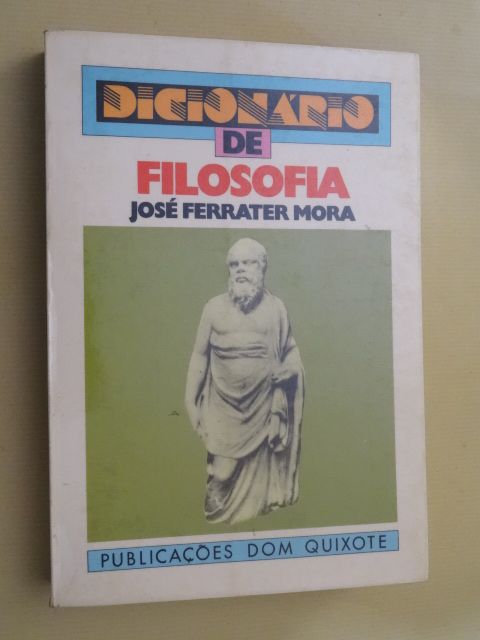 DICIONÁRIO
DE
FILOSOFIA
JOSÉ FERRATER MORA
PUBLICAÇÕES DOM QUIXOTE